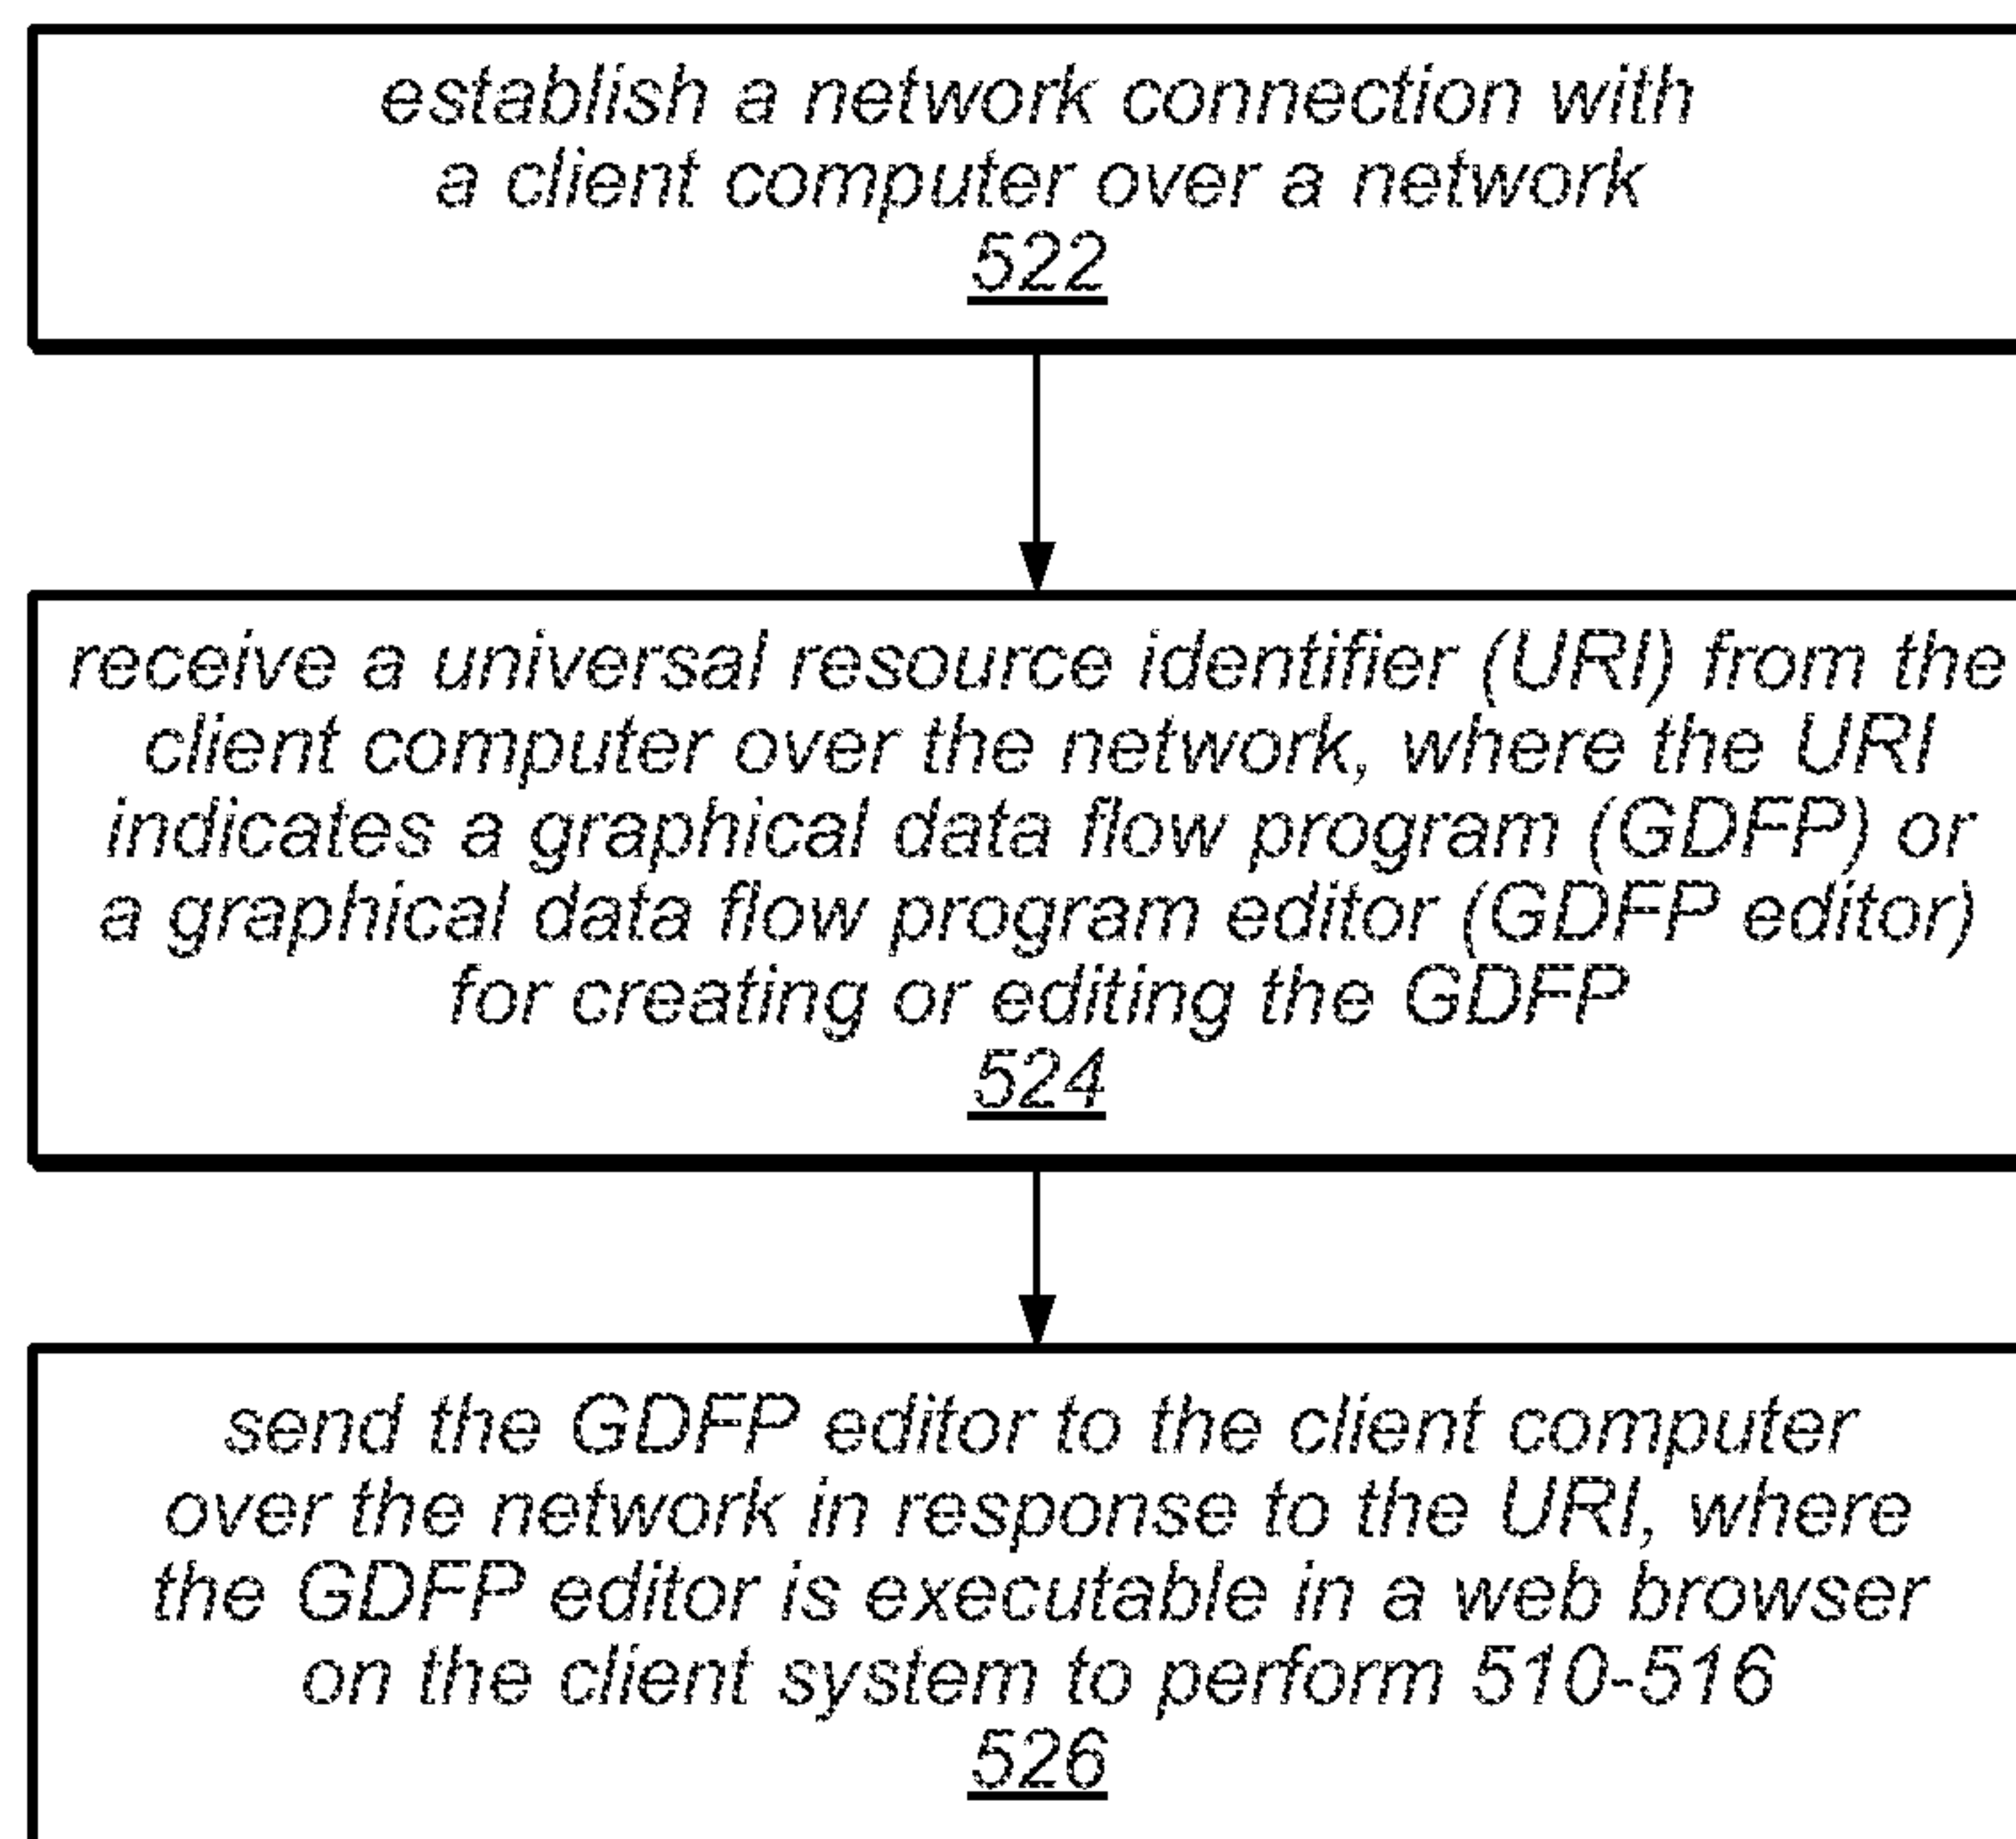 establish a network connection with
a client computer over a network
522
receive a universal resource identifier (URI) from the
client computer over the network, where the URI
indicates a graphical data flow program (GDFP) or
a graphical data flow program editor (GDFP editor)
for creating or editing the GDFP
524
send the GDFP editor to the client computer
over the network in response to the URI, where
the GDFP editor is executable in a web browser
on the client system to perform 510-516
526